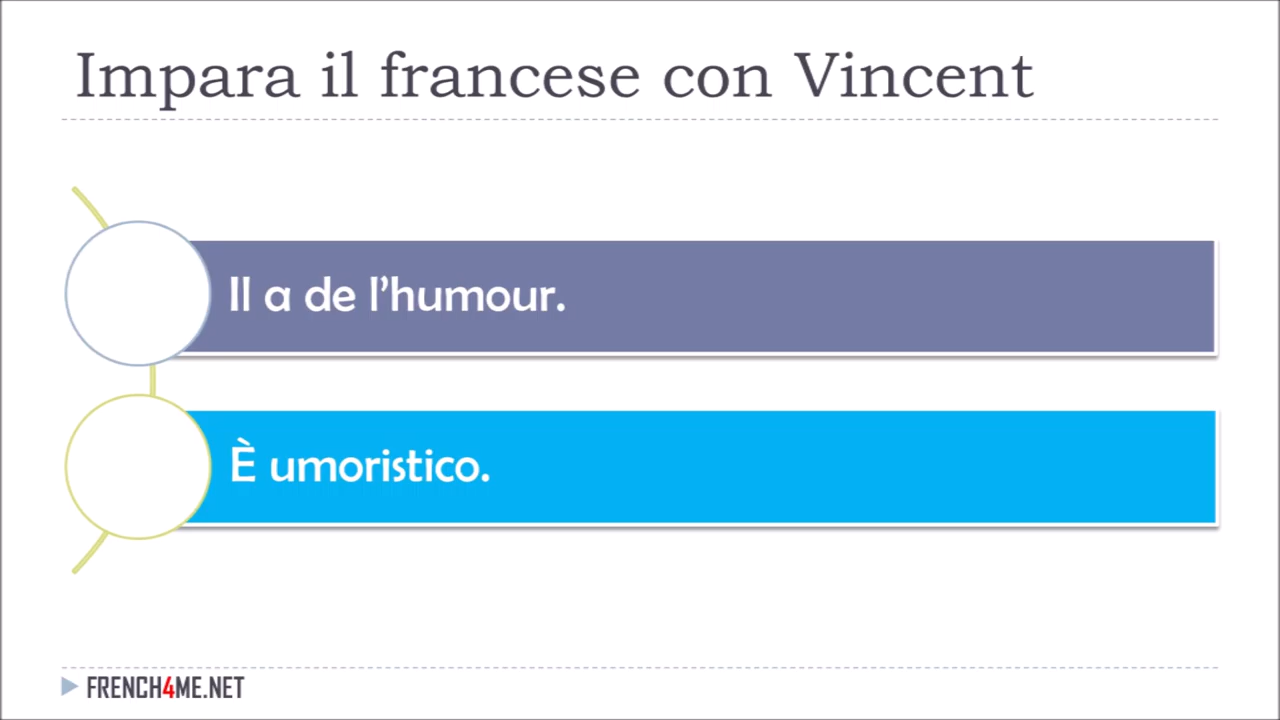 Impara il francese con Vincent
Il a de l’humour.
È umoristico.
FRENCH4ME.NET